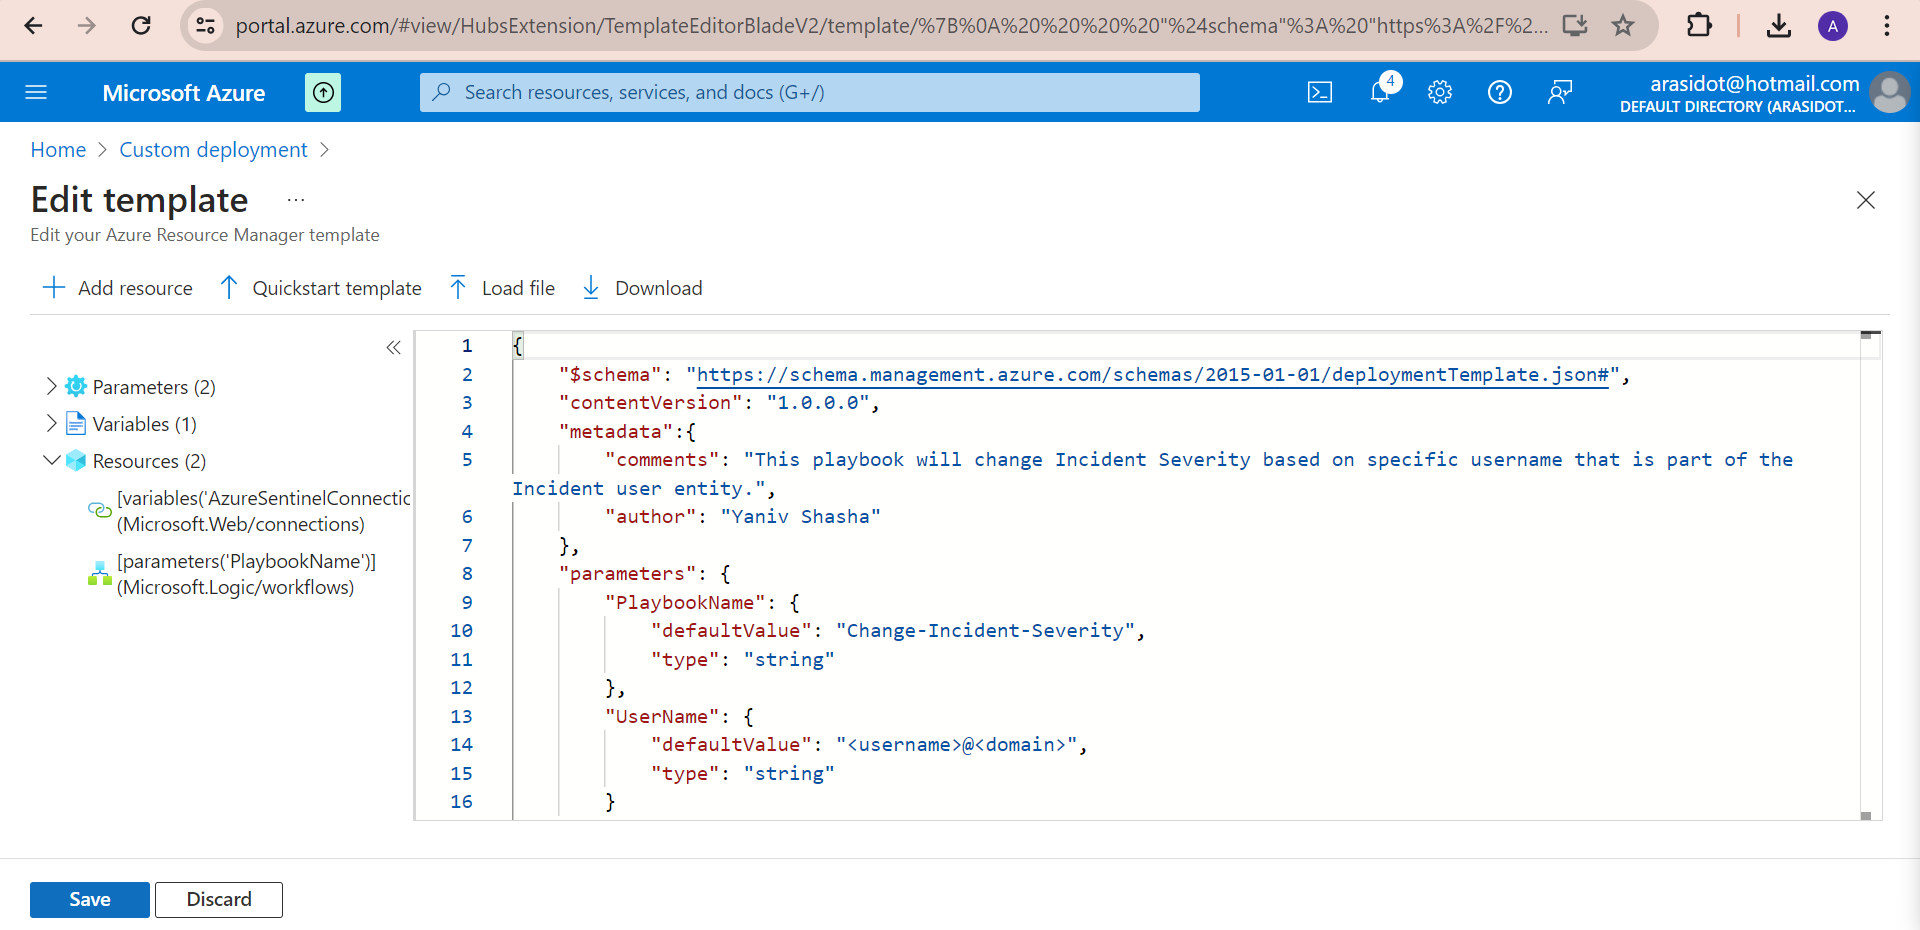 portal.azure.com/#view/HubsExtension/TemplateEditorBladeV2/template/%7B%0A%20%20%20%20"%24schema"%3A%20"https%3A%2F%2...
A
Microsoft Azure
Search resources, services, and docs (G+/)
4
arasidot@hotmail.com
DEFAULT DIRECTORY (ARASIDOT...
Home > Custom deployment >
Edit template ...
Edit your Azure Resource Manager template
Add resource
Quickstart template
Load file
Download
Parameters (2)
Variables (1)
Resources (2)
[variables('AzureSentinelConnectic
(Microsoft.Web/connections)
[parameters('PlaybookName')]
(Microsoft.Logic/workflows)
1 {
2 "$schema": "https://schema.management.azure.com/schemas/2015-01-01/deploymentTemplate.json#",
3 "contentVersion": "1.0.0.0",
4 "metadata":{
5 "comments": "This playbook will change Incident Severity based on specific username that is part of the
Incident user entity.",
6 "author": "Yaniv Shasha"
7 },
8 "parameters": {
9 "PlaybookName": {
10 "defaultValue": "Change-Incident-Severity",
11 "type": "string"
12 },
13 "UserName": {
14 "defaultValue": "<username>@<domain>",
15 "type": "string"
16 }
Save
Discard